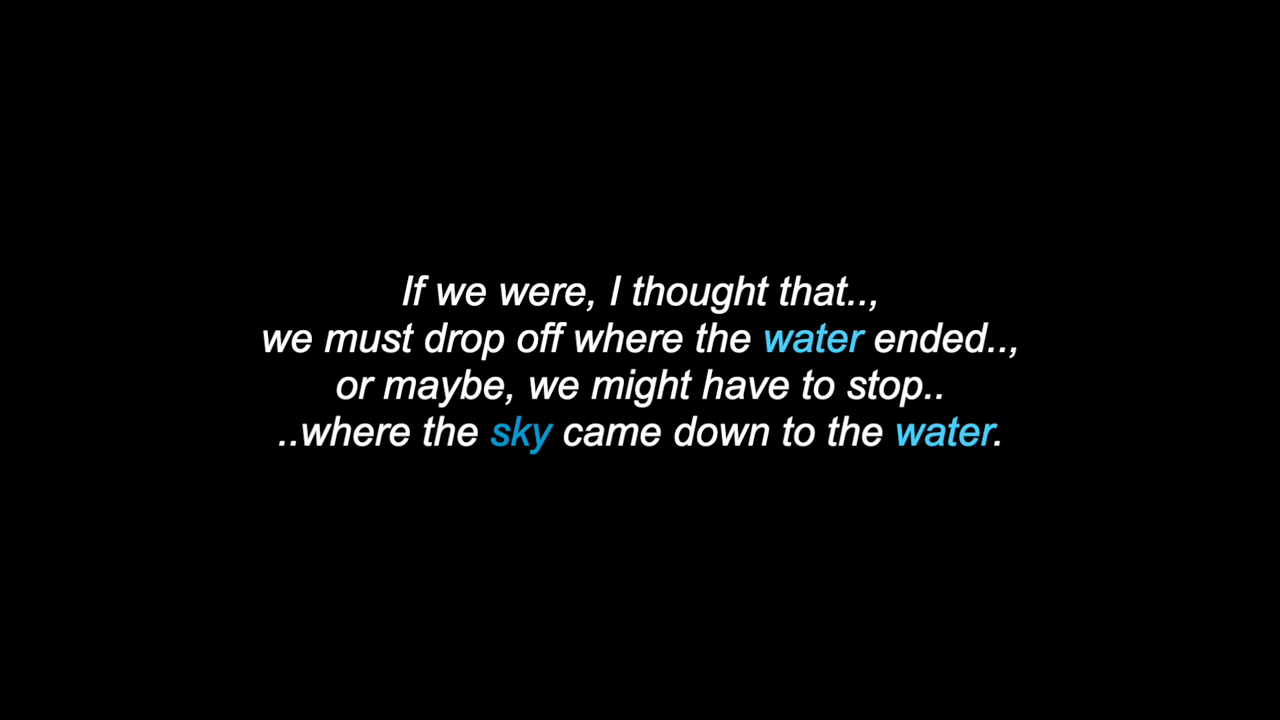 If we were, I thought that..,
we must drop off where the water ended..,
or maybe, we might have to stop..
..where the sky came down to the water.